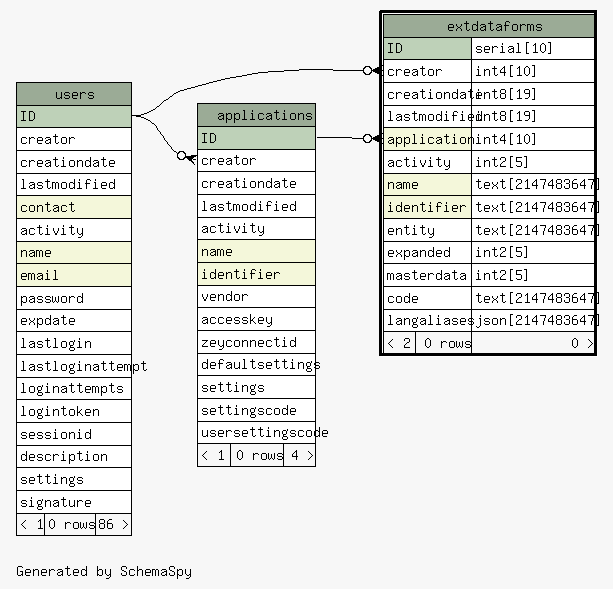 users
ID
creator
creationdate
lastmodified
contact
activity
name
email
password
expdate
lastlogin
lastloginattempt
loginattempts
logintoken
sessionid
description
settings
signature
< 1 0 rows 86 >
applications
ID
creator
creationdate
lastmodified
activity
name
identifier
vendor
accesskey
zeyconnectid
defaultsettings
settings
settingscode
usersettingscode
< 1 0 rows 4 >
extdataforms
ID serial[10]
creator int4[10]
creationdate int8[19]
lastmodified int8[19]
application int4[10]
activity int2[5]
name text[2147483647]
identifier text[2147483647]
entity text[2147483647]
expanded int2[5]
masterdata int2[5]
code text[2147483647]
langaliases json[2147483647]
< 2 0 rows 0 >
Generated by SchemaSpy